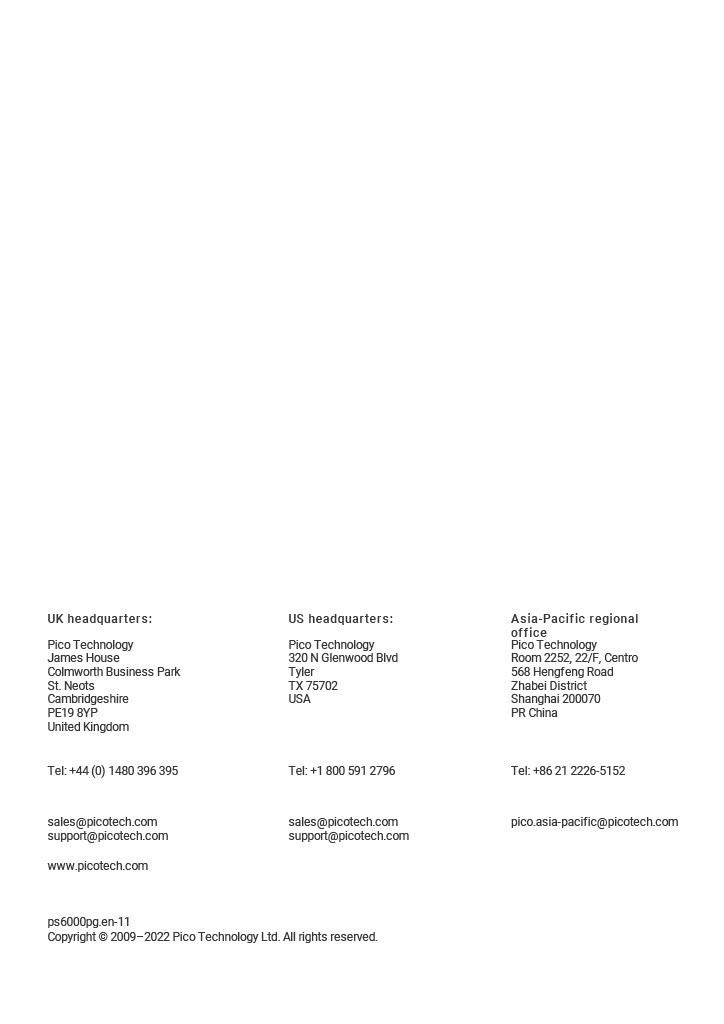 UK headquarters:
Pico Technology
James House
Colmworth Business Park
St. Neots
Cambridgeshire
PE19 8YP
United Kingdom
Tel: +44 (0) 1480 396 395
sales@picotech.com
support@picotech.com
www.picotech.com
US headquarters:
Pico Technology
320 N Glenwood Blvd
Tyler
TX 75702
USA
Tel: +1 800 591 2796
sales@picotech.com
support@picotech.com
Asia-Pacific regional
office
Pico Technology
Room 2252, 22/F, Centro
568 Hengfeng Road
Zhabei District
Shanghai 200070
PR China
Tel: +86 21 2226-5152
pico.asia-pacific@picotech.com
ps6000pg.en-11
Copyright © 2009–2022 Pico Technology Ltd. All rights reserved.